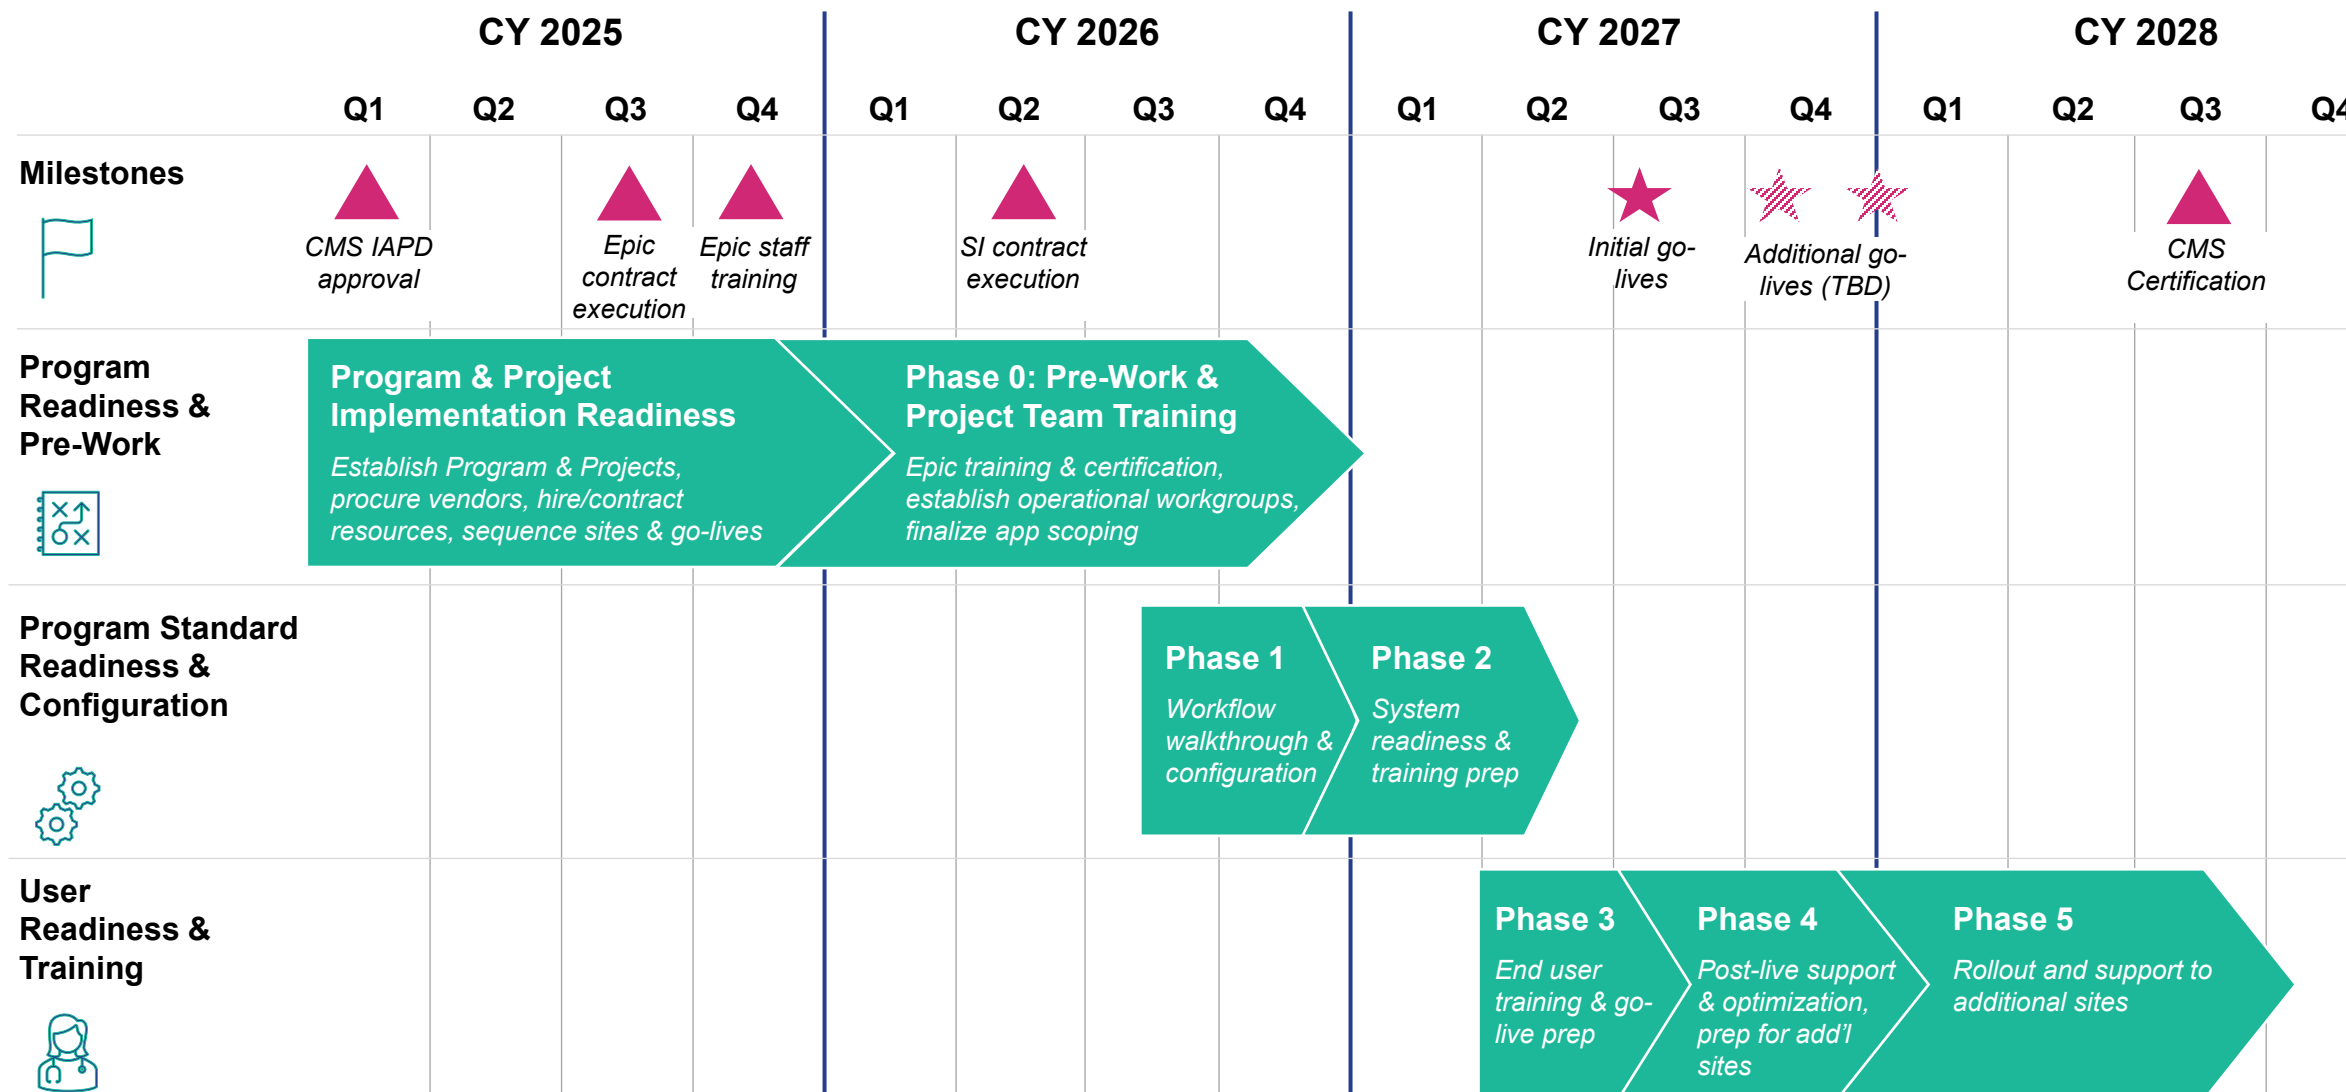 CY 2025
CY 2026
CY 2027
CY 2028
Q1
Q2
Q3
Q4
Q1
Q2
Q3
Q4
Q1
Q2
Q3
Q4
Q1
Q2
Q3
Q4
Milestones
CMS IAPD
approval
Epic
contract
execution
Epic staff
training
SI contract
execution
Initial go-
lives
Additional go-
lives (TBD)
CMS
Certification
Program
Readiness &
Pre-Work
Program & Project
Implementation Readiness
Establish Program & Projects,
procure vendors, hire/contract
resources, sequence sites & go-lives
Phase 0: Pre-Work &
Project Team Training
Epic training & certification,
establish operational workgroups,
finalize app scoping
Program Standard
Readiness &
Configuration
Phase 1
Workflow
walkthrough &
configuration
Phase 2
System
readiness &
training prep
User
Readiness &
Training
Phase 3
End user
training & go-
live prep
Phase 4
Post-live support
& optimization,
prep for add'l
sites
Phase 5
Rollout and support to
additional sites